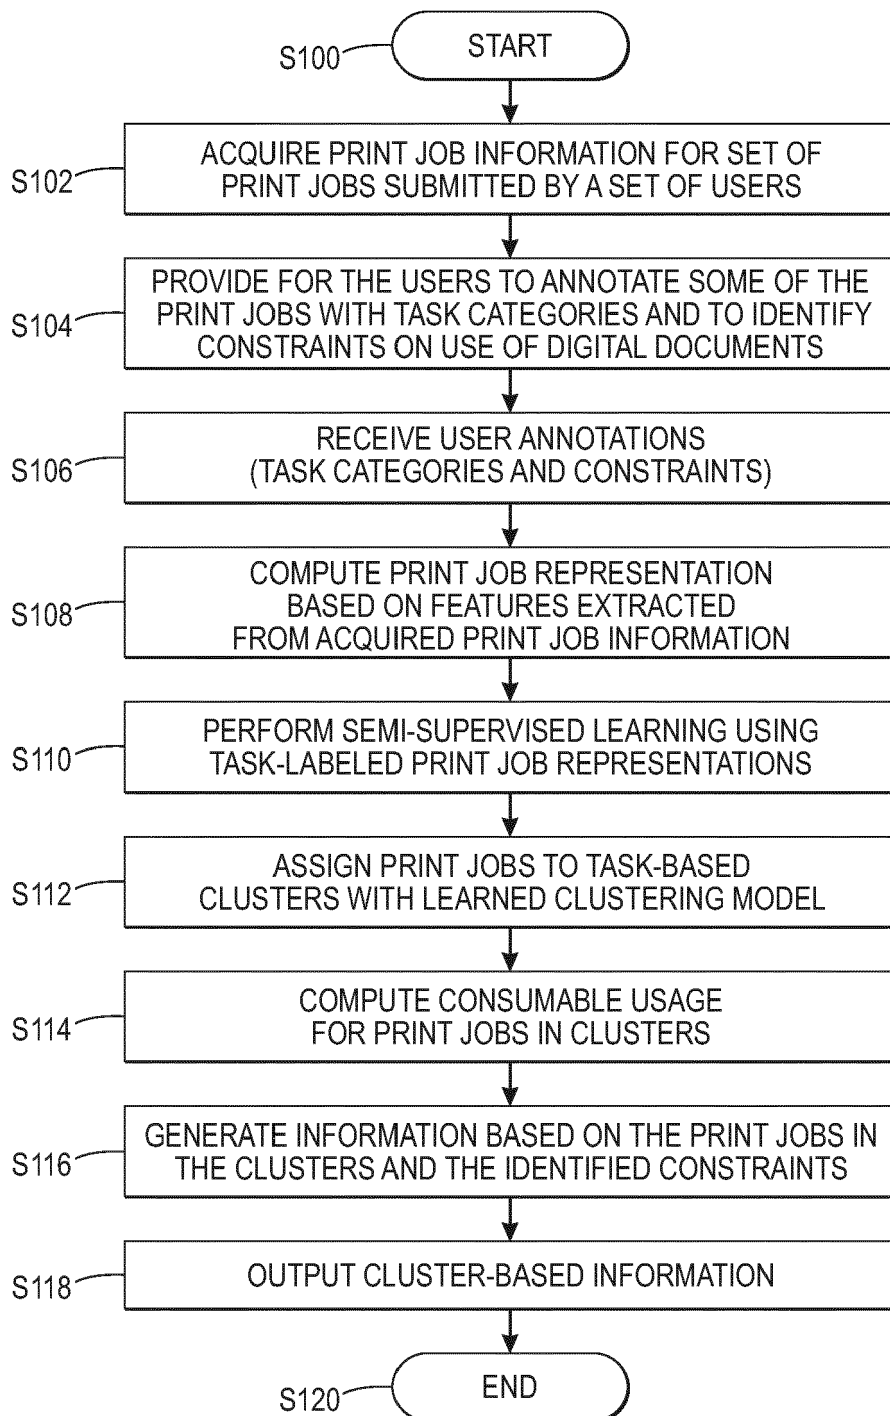 S100
START
S102
ACQUIRE PRINT JOB INFORMATION FOR SET OF
PRINT JOBS SUBMITTED BY A SET OF USERS
S104
PROVIDE FOR THE USERS TO ANNOTATE SOME OF THE
PRINT JOBS WITH TASK CATEGORIES AND TO IDENTIFY
CONSTRAINTS ON USE OF DIGITAL DOCUMENTS
S106
RECEIVE USER ANNOTATIONS
(TASK CATEGORIES AND CONSTRAINTS)
S108
COMPUTE PRINT JOB REPRESENTATION
BASED ON FEATURES EXTRACTED
FROM ACQUIRED PRINT JOB INFORMATION
S110
PERFORM SEMI-SUPERVISED LEARNING USING
TASK-LABELED PRINT JOB REPRESENTATIONS
S112
ASSIGN PRINT JOBS TO TASK-BASED
CLUSTERS WITH LEARNED CLUSTERING MODEL
S114
COMPUTE CONSUMABLE USAGE
FOR PRINT JOBS IN CLUSTERS
S116
GENERATE INFORMATION BASED ON THE PRINT JOBS IN
THE CLUSTERS AND THE IDENTIFIED CONSTRAINTS
S118
OUTPUT CLUSTER-BASED INFORMATION
S120
END